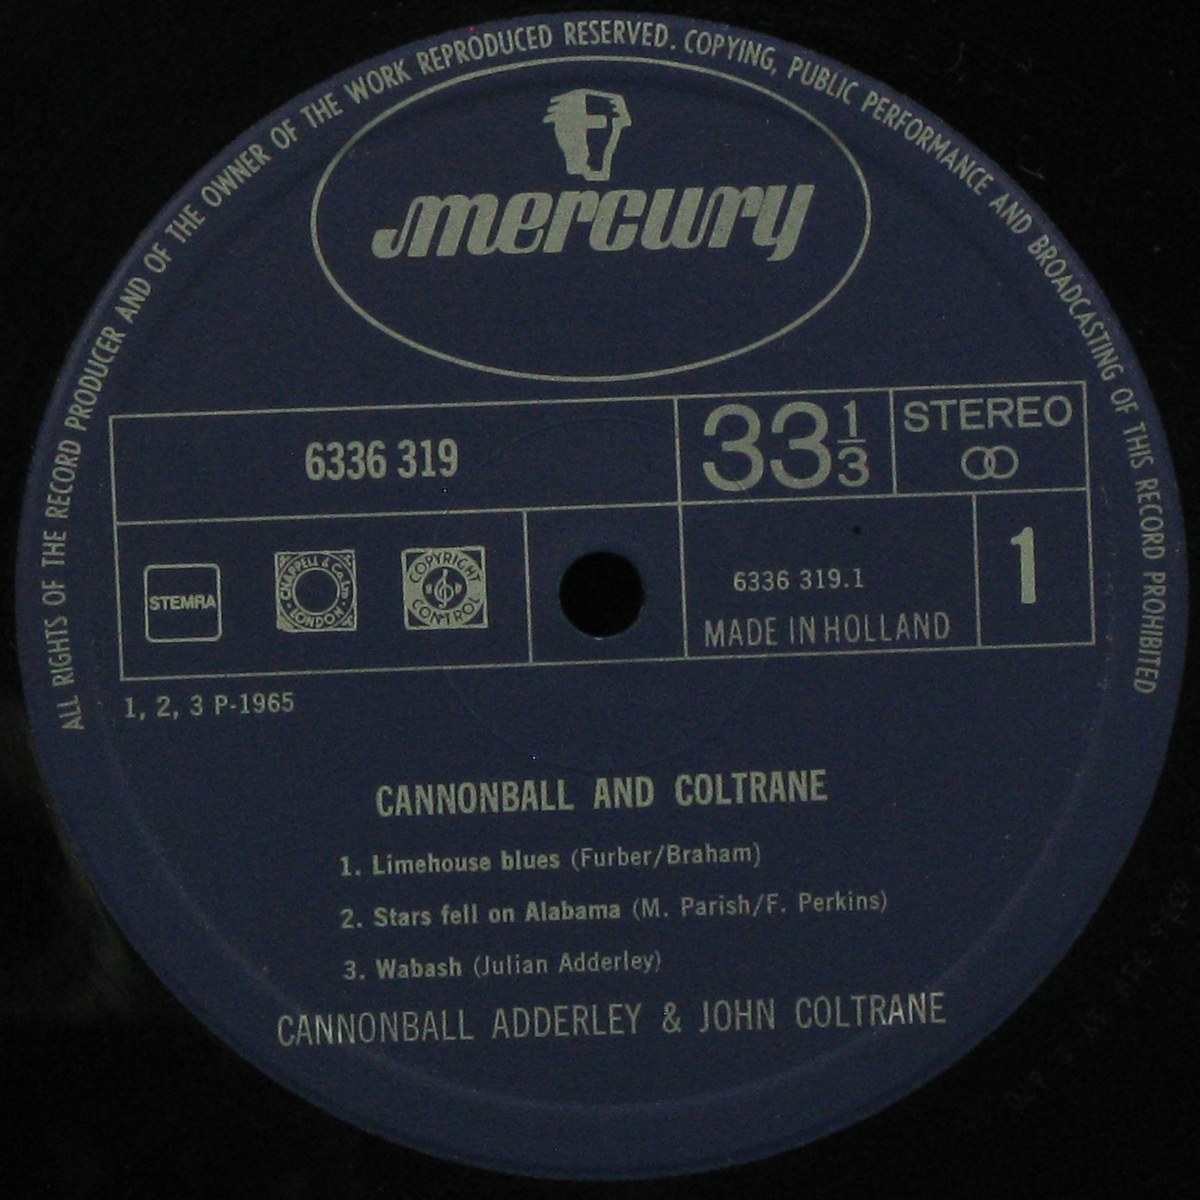 ALL RIGHTS OF THE RECORD PRODUCER AND OF THE OWNER OF THE WORK REPRODUCED RESERVED. COPYING, PUBLIC PERFORMANCE AND BROADCASTING OF THIS RECORD PROHIBITED
mercury
6336 319
33 1/3
STEREO
STEMRA
CHAPPELL & Co. Ltd. LONDON
COPYRIGHT CONTROL
6336 319.1
MADE IN HOLLAND
1
1, 2, 3 P-1965
CANNONBALL AND COLTRANE
1. Limehouse blues (Furber/Braham)
2. Stars fell on Alabama (M. Parish/F. Perkins)
3. Wabash (Julian Adderley)
CANNONBALL ADDERLEY & JOHN COLTRANE